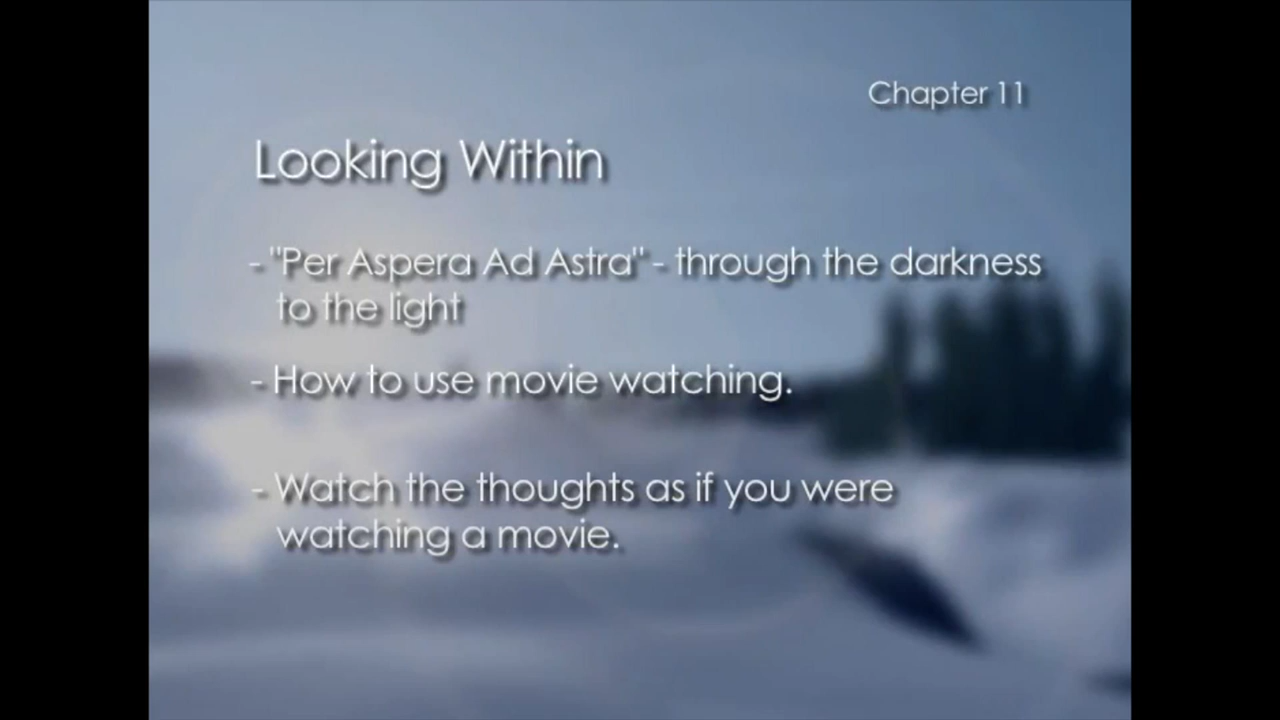 Chapter 11
Looking Within
- "Per Aspera Ad Astra" - through the darkness
to the light
- How to use movie watching.
- Watch the thoughts as if you were
watching a movie.